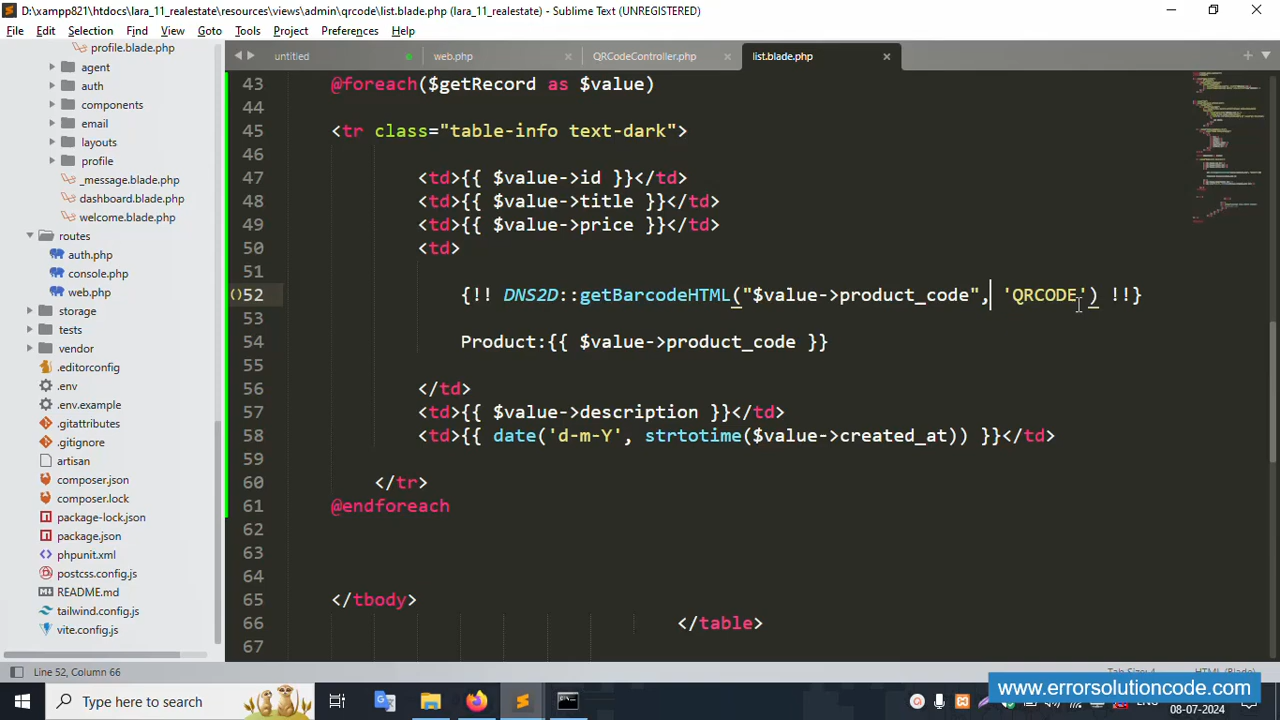 D:\xampp821\htdocs\lara_11_realestate\resources\views\admin\qrcode\list.blade.php (lara_11_realestate) - Sublime Text (UNREGISTERED)
File Edit Selection Find View Goto Tools Project Preferences Help
profile.blade.php
agent
auth
components
email
layouts
profile
_message.blade.php
dashboard.blade.php
welcome.blade.php
routes
auth.php
console.php
web.php
storage
tests
vendor
.editorconfig
.env
.env.example
.gitattributes
.gitignore
artisan
composer.json
composer.lock
package-lock.json
package.json
phpunit.xml
postcss.config.js
README.md
tailwind.config.js
vite.config.js
untitled web.php QRCodeController.php list.blade.php
43 @foreach($getRecord as $value)
44
45 <tr class="table-info text-dark">
46
47 <td>{{ $value->id }}</td>
48 <td>{{ $value->title }}</td>
49 <td>{{ $value->price }}</td>
50 <td>
51
52 {!! DNS2D::getBarcodeHTML("$value->product_code", 'QRCODE') !!}
53
54 Product:{{ $value->product_code }}
55
56 </td>
57 <td>{{ $value->description }}</td>
58 <td>{{ date('d-m-Y', strtotime($value->created_at)) }}</td>
59
60 </tr>
61 @endforeach
62
63
64
65 </tbody>
66 </table>
67
Line 52, Column 66
Type here to search
www.errorsolutioncode.com
08-07-2024